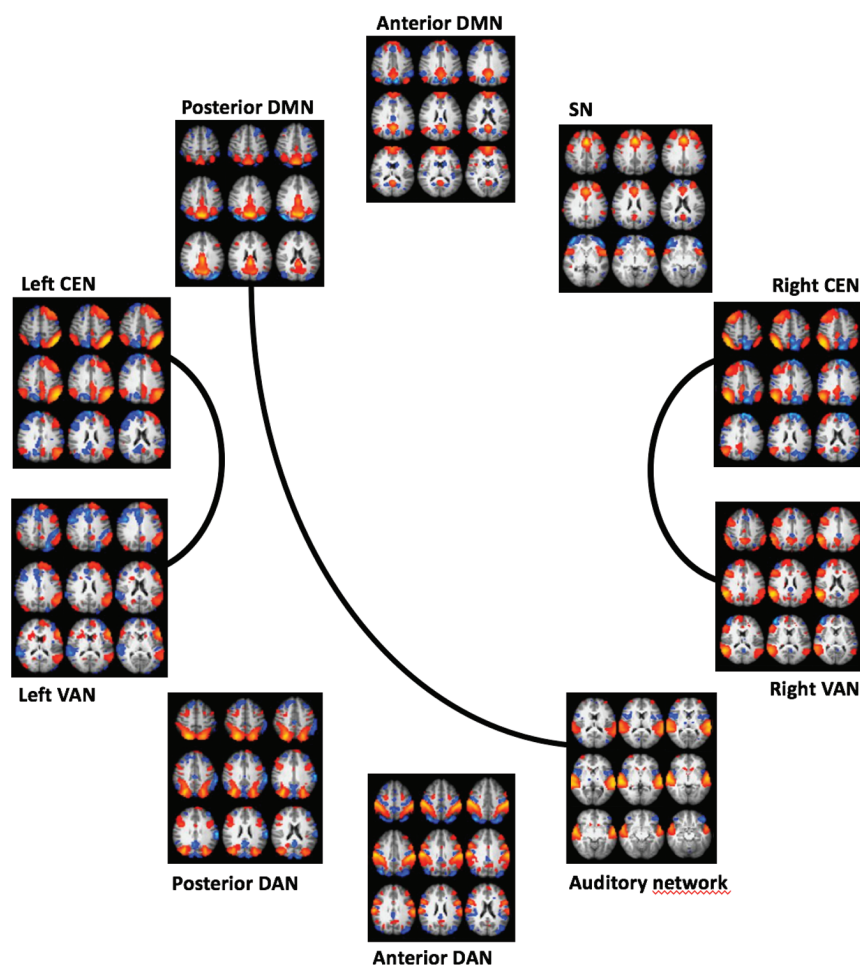 Anterior DMN
Posterior DMN
SN
Left CEN
Right CEN
Left VAN
Right VAN
Posterior DAN
Auditory network
Anterior DAN